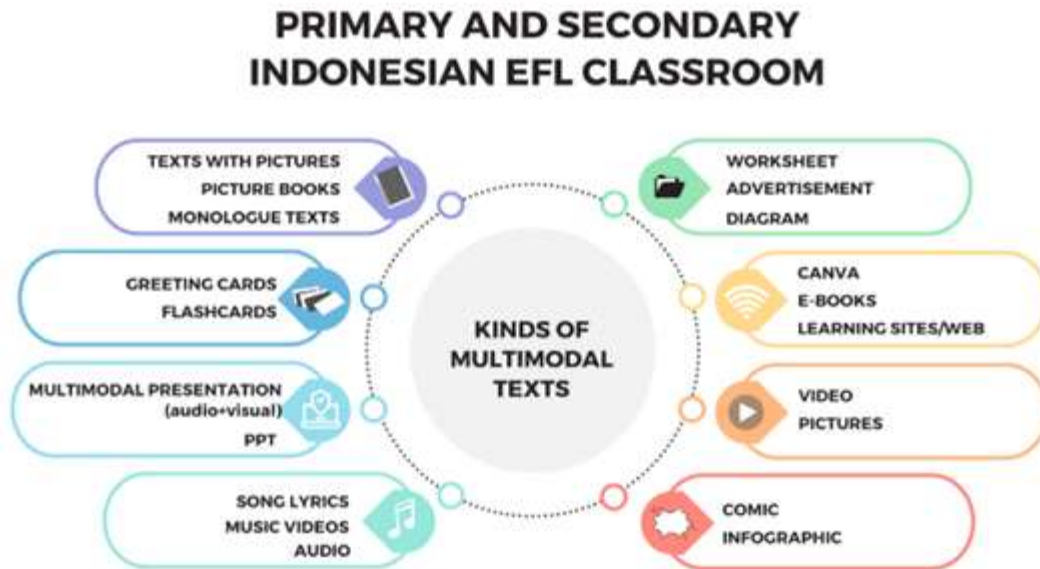 PRIMARY AND SECONDARY
INDONESIAN EFL CLASSROOM
TEXTS WITH PICTURES
PICTURE BOOKS
MONOLOGUE TEXTS
GREETING CARDS
FLASHCARDS
MULTIMODAL PRESENTATION
(audio+visual)
PPT
SONG LYRICS
MUSIC VIDEOS
AUDIO
KINDS OF
MULTIMODAL
TEXTS
WORKSHEET
ADVERTISEMENT
DIAGRAM
CANVA
E-BOOKS
LEARNING SITES/WEB
VIDEO
PICTURES
COMIC
INFOGRAPHIC